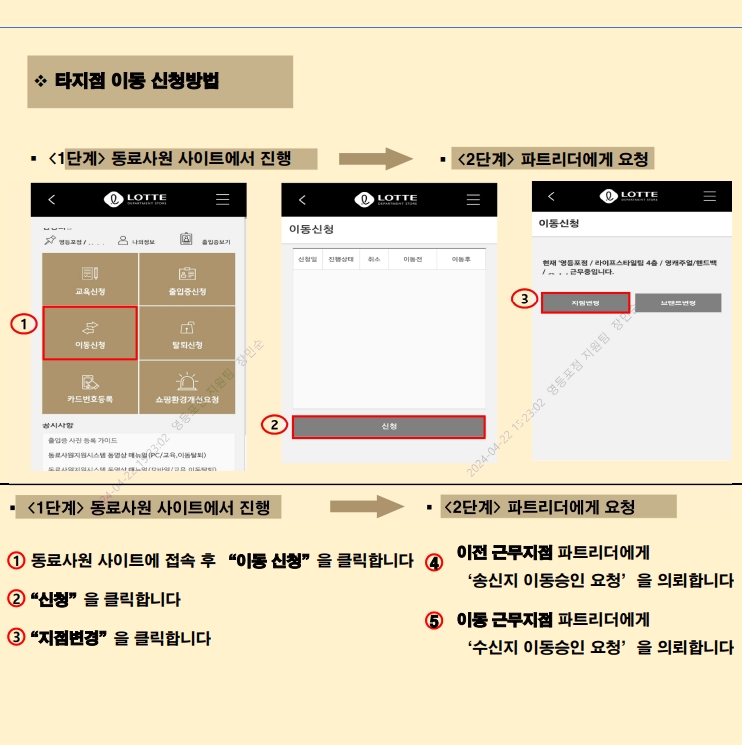 ❖ 타지점 이동 신청방법
▪ <1단계> 동료사원 사이트에서 진행
▪ <2단계> 파트리더에게 요청
LOTTE
DEPARTMENT STORE
영등포점 /
나의정보
출입증보기
교육신청
출입증신청
①
이동신청
탈퇴신청
카드번호등록
쇼핑환경개선요청
공지사항
출입증 사진 등록 가이드
동료사원지원시스템 동영상 매뉴얼(PC/교육,이동탈퇴)
동료사원지원시스템 동영상 매뉴얼(모바일/교육,이동탈퇴)
LOTTE
DEPARTMENT STORE
이동신청
신청일 진행상태 취소 이동전 이동후
② 신청
LOTTE
DEPARTMENT STORE
이동신청
현재 '영등포점 / 라이프스타일팀 4층 / 영캐주얼/핸드백
/ 근무중입니다.
③ 지점변경 브랜드변경
2024-04-22 15:23:02 영등포점 지원팀 장민순
2024-04-22 15:23:02 영등포점 지원팀 장민순
▪ <1단계> 동료사원 사이트에서 진행
▪ <2단계> 파트리더에게 요청
① 동료사원 사이트에 접속 후 “이동 신청” 을 클릭합니다
② “신청” 을 클릭합니다
③ “지점변경” 을 클릭합니다
④ 이전 근무지점 파트리더에게
‘송신지 이동승인 요청’ 을 의뢰합니다
⑤ 이동 근무지점 파트리더에게
‘수신지 이동승인 요청’ 을 의뢰합니다